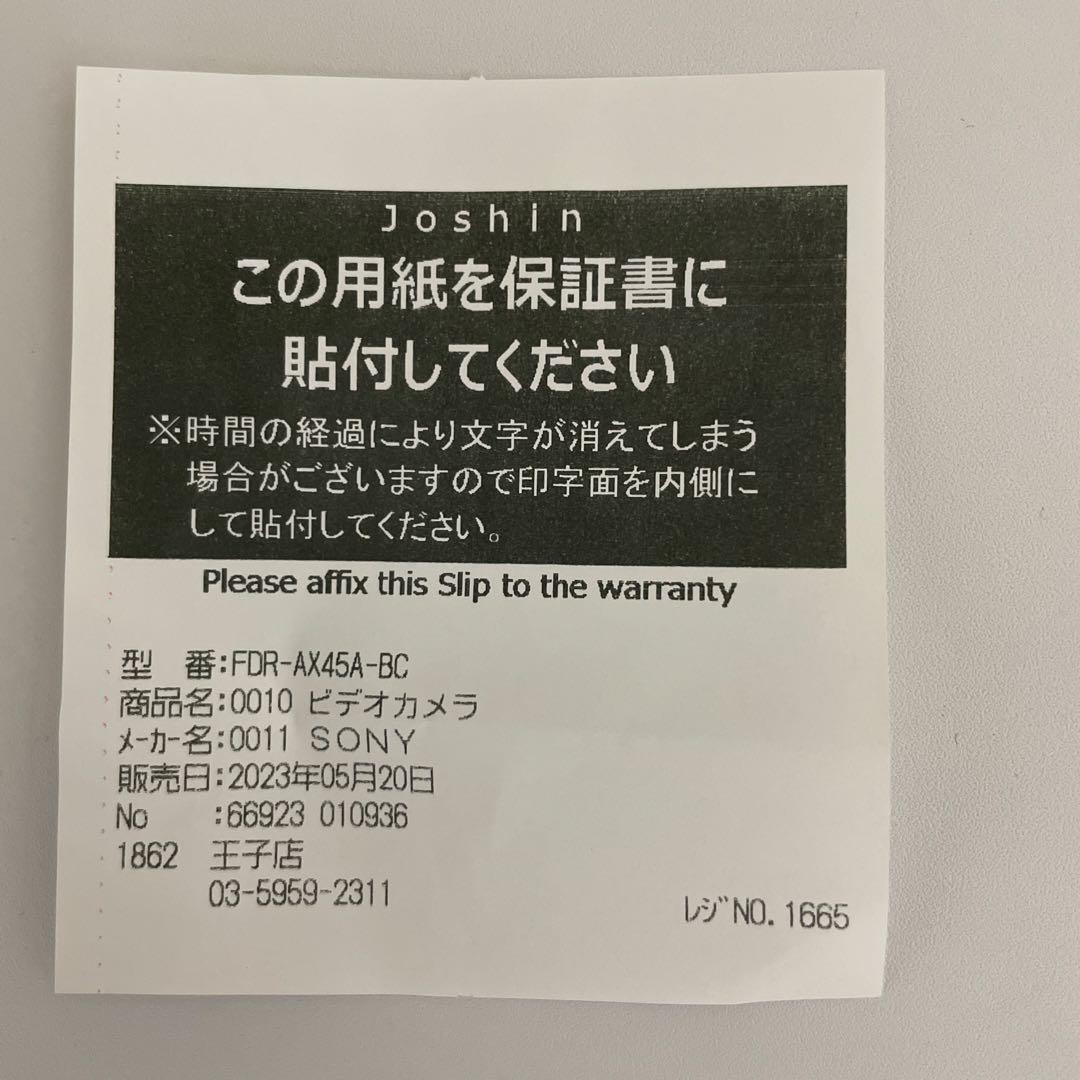 Joshin
この用紙を保証書に
貼付してください
※時間の経過により文字が消えてしまう
場合がございますので印字面を内側に
して貼付してください。
Please affix this Slip to the warranty
型　番:FDR-AX45A-BC
商品名:0010 ビデオカメラ
ﾒｰｶｰ名:0011 SONY
販売日:2023年05月20日
No :66923 010936
1862 王子店
03-5959-2311
ﾚｼﾞNO. 1665